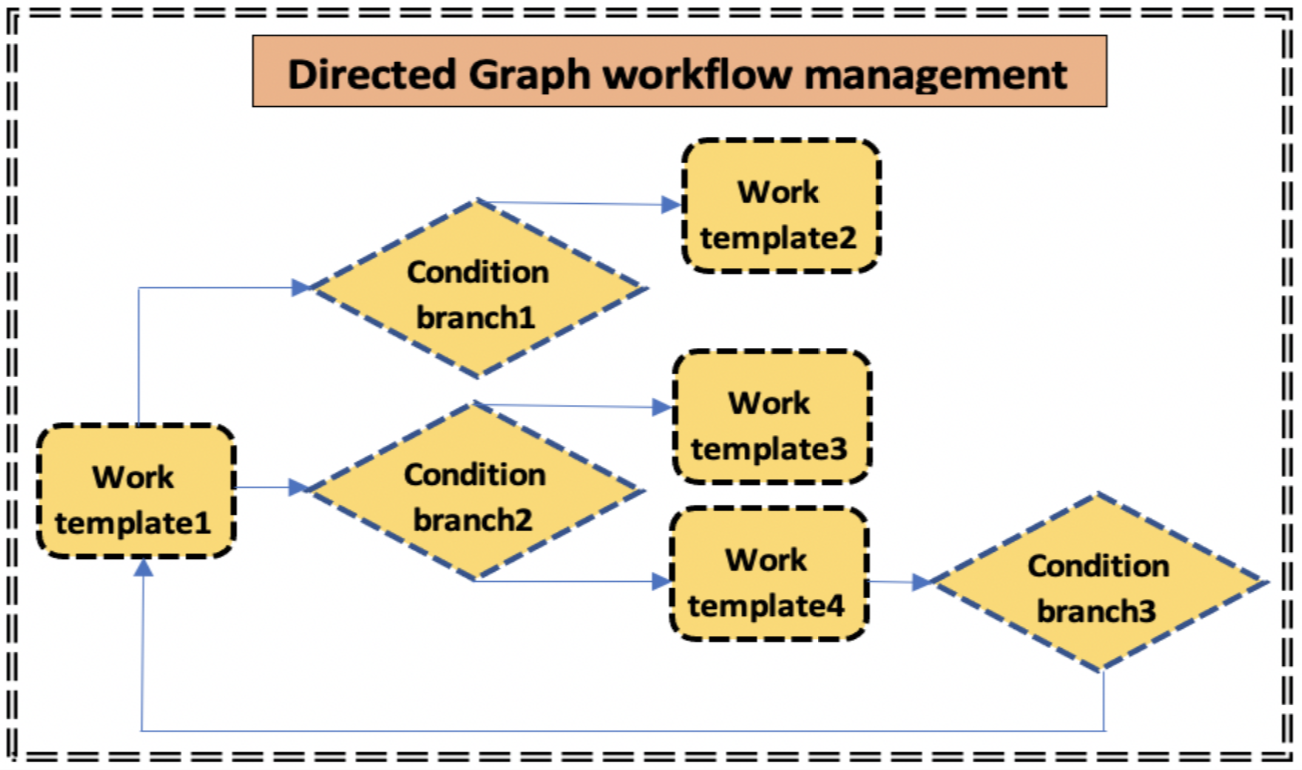 Directed Graph workflow management
Work
template2
Condition
branch1
Work
template3
Condition
branch2
Work
template1
Work
template4
Condition
branch3